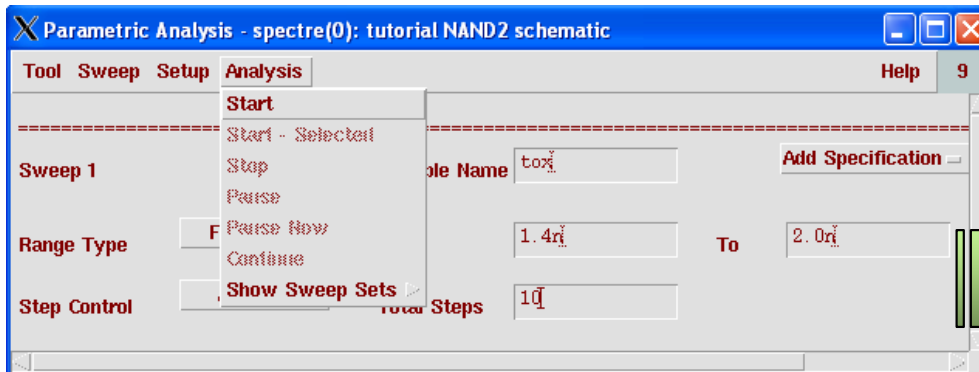 X Parametric Analysis - spectre(0): tutorial NAND2 schematic
Tool Sweep Setup Analysis Help 9
Start
Start - Selected
Stop
Pause
Pause Now
Continue
Show Sweep Sets
Sweep 1 ble Name tox Add Specification
Range Type F 1.4n To 2.0n
Step Control Total Steps 10